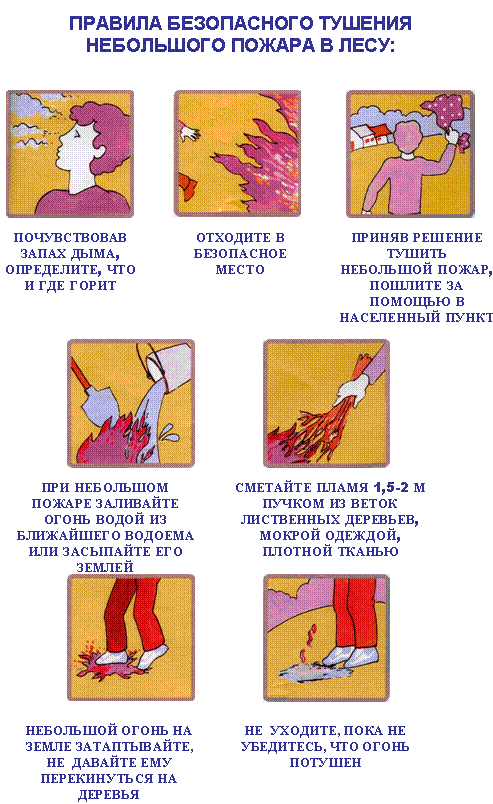 ПРАВИЛА БЕЗОПАСНОГО ТУШЕНИЯ
НЕБОЛЬШОГО ПОЖАРА В ЛЕСУ:
ПОЧУВСТВОВАВ
ЗАПАХ ДЫМА,
ОПРЕДЕЛИТЕ, ЧТО
И ГДЕ ГОРИТ
ОТХОДИТЕ В
БЕЗОПАСНОЕ
МЕСТО
ПРИНЯВ РЕШЕНИЕ
ТУШИТЬ
НЕБОЛЬШОЙ ПОЖАР,
ПОШЛИТЕ ЗА
ПОМОЩЬЮ В
НАСЕЛЕННЫЙ ПУНКТ
ПРИ НЕБОЛЬШОМ
ПОЖАРЕ ЗАЛИВАЙТЕ
ОГОНЬ ВОДОЙ ИЗ
БЛИЖАЙШЕГО ВОДОЕМА
ИЛИ ЗАСЫПАЙТЕ ЕГО
ЗЕМЛЕЙ
СМЕТАЙТЕ ПЛАМЯ 1,5-2 М
ПУЧКОМ ИЗ ВЕТОК
ЛИСТВЕННЫХ ДЕРЕВЬЕВ,
МОКРОЙ ОДЕЖДОЙ,
ПЛОТНОЙ ТКАНЬЮ
НЕБОЛЬШОЙ ОГОНЬ НА
ЗЕМЛЕ ЗАТАПТЫВАЙТЕ,
НЕ ДАВАЙТЕ ЕМУ
ПЕРЕКИНУТЬСЯ НА
ДЕРЕВЬЯ
НЕ УХОДИТЕ, ПОКА НЕ
УБЕДИТЕСЬ, ЧТО ОГОНЬ
ПОТУШЕН